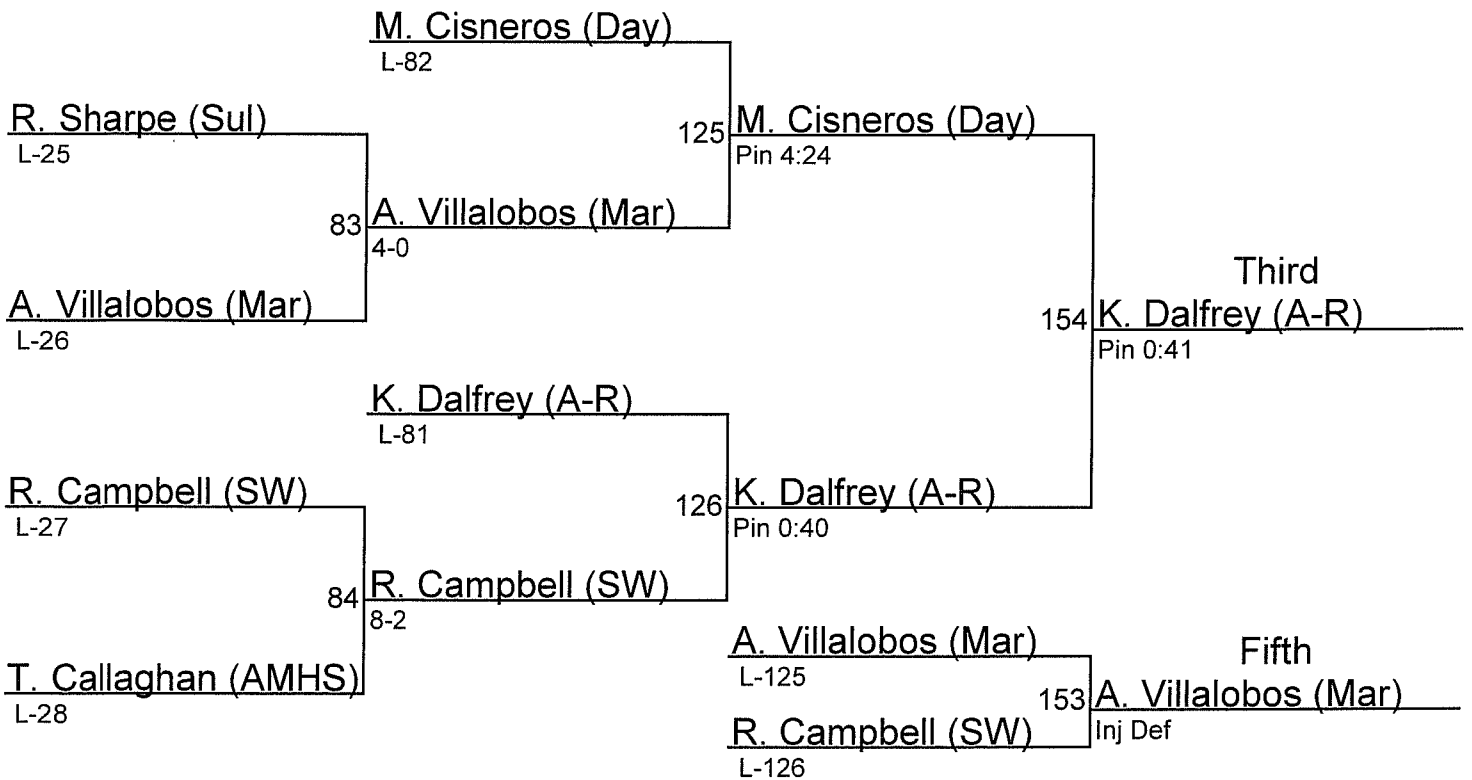 M. Cisneros (Day)
L-82
R. Sharpe (Sul)
L-25
125 M. Cisneros (Day)
Pin 4:24
83 A. Villalobos (Mar)
4-0
Third
A. Villalobos (Mar)
L-26
154 K. Dalfrey (A-R)
Pin 0:41
K. Dalfrey (A-R)
L-81
R. Campbell (SW)
L-27
126 K. Dalfrey (A-R)
Pin 0:40
84 R. Campbell (SW)
8-2
A. Villalobos (Mar)
L-125
Fifth
T. Callaghan (AMHS)
L-28
153 A. Villalobos (Mar)
Inj Def
R. Campbell (SW)
L-126